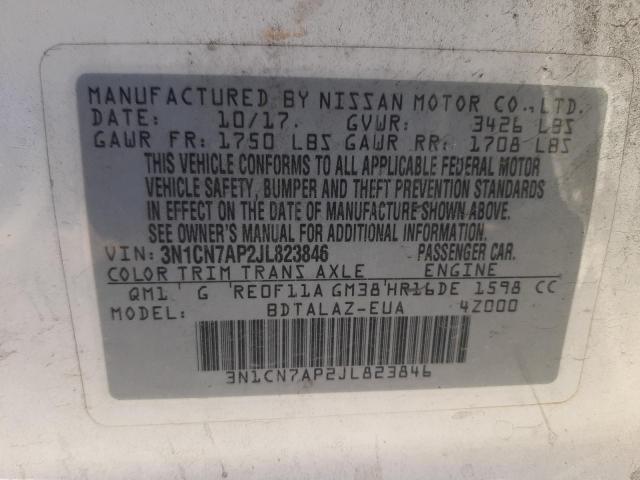 MANUFACTURED BY NISSAN MOTOR CO., LTD.
DATE: 10/17. GVWR: 3426 LBS
GAWR FR: 1750 LBS GAWR RR: 1708 LBS
THIS VEHICLE CONFORMS TO ALL APPLICABLE FEDERAL MOTOR
VEHICLE SAFETY, BUMPER AND THEFT PREVENTION STANDARDS
IN EFFECT ON THE DATE OF MANUFACTURE SHOWN ABOVE.
SEE OWNER'S MANUAL FOR ADDITIONAL INFORMATION.
VIN: 3N1CN7AP2JL823846 PASSENGER CAR.
COLOR TRIM TRANS AXLE ENGINE
QM1 G RE0F11A GM38 HR16DE 1598 CC
MODEL: BDTALAZ-EUA 4Z000
3N1CN7AP2JL823846